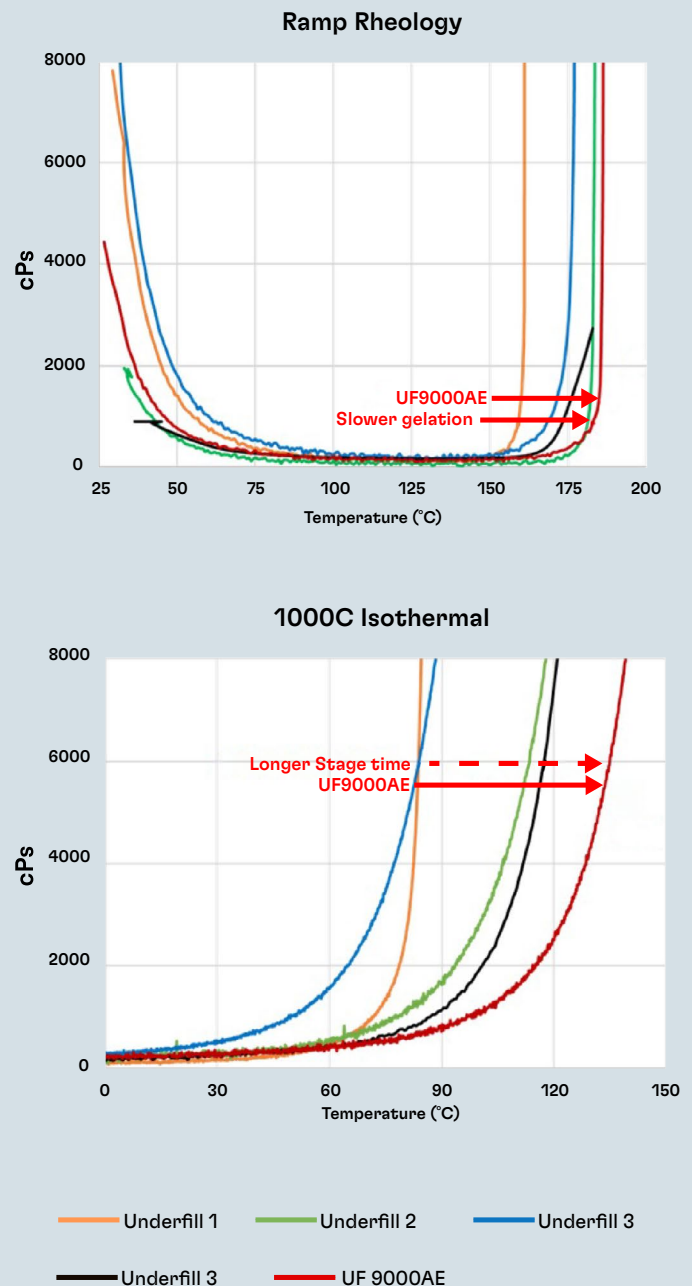 Ramp Rheology
8000
6000
4000
2000
0
cPs
UF9000AE
Slower gelation
25 50 75 100 125 150 175 200
Temperature (°C)
1000C Isothermal
8000
6000
4000
2000
0
cPs
Longer Stage time
UF9000AE
0 30 60 90 120 150
Temperature (°C)
Underfill 1 Underfill 2 Underfill 3
Underfill 3 UF 9000AE